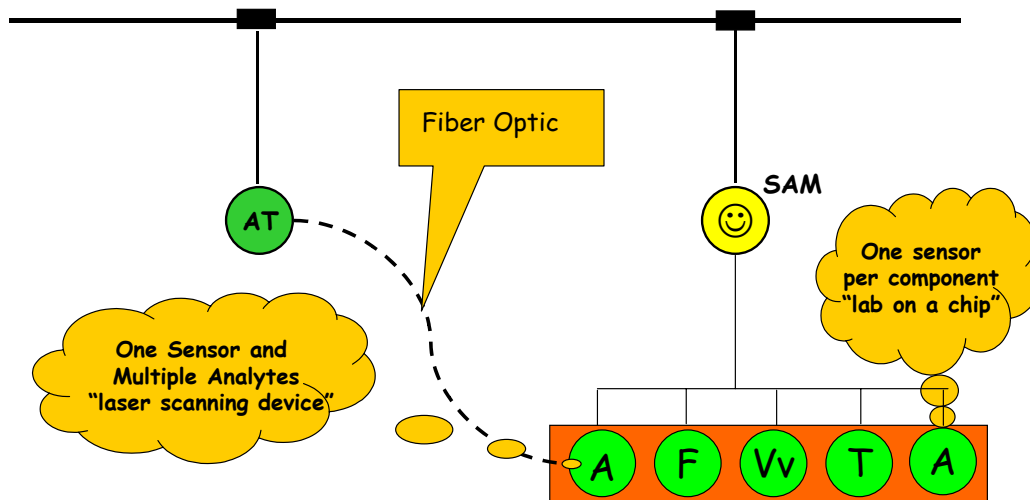 Fiber Optic
SAM
AT
One sensor
per component
“lab on a chip”
One Sensor and
Multiple Analytes
“laser scanning device”
A F Vv T A